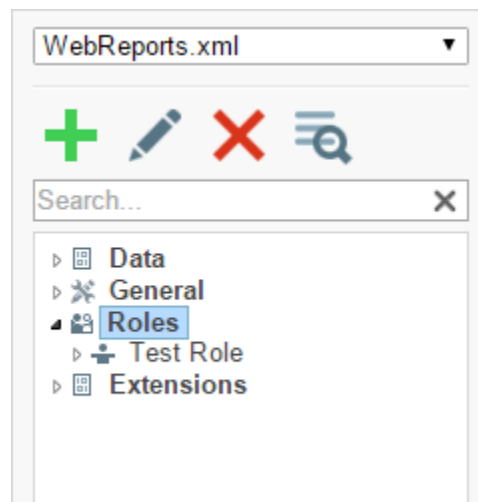 WebReports.xml
Search...
Data
General
Roles
Test Role
Extensions